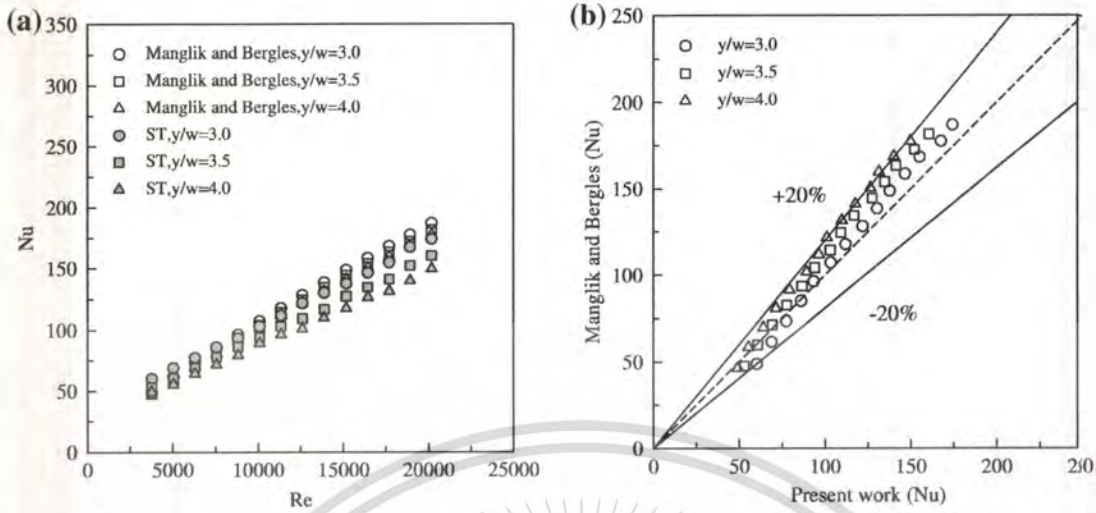 (a)
350
300
250
200
150
100
50
0
Nu
Manglik and Bergles,y/w=3.0
Manglik and Bergles,y/w=3.5
Manglik and Bergles,y/w=4.0
ST,y/w=3.0
ST,y/w=3.5
ST,y/w=4.0
0
5000
10000
15000
20000
25000
Re
(b)
250
200
150
100
50
0
Manglik and Bergles (Nu)
y/w=3.0
y/w=3.5
y/w=4.0
+20%
-20%
0
50
100
150
200
250
Present work (Nu)